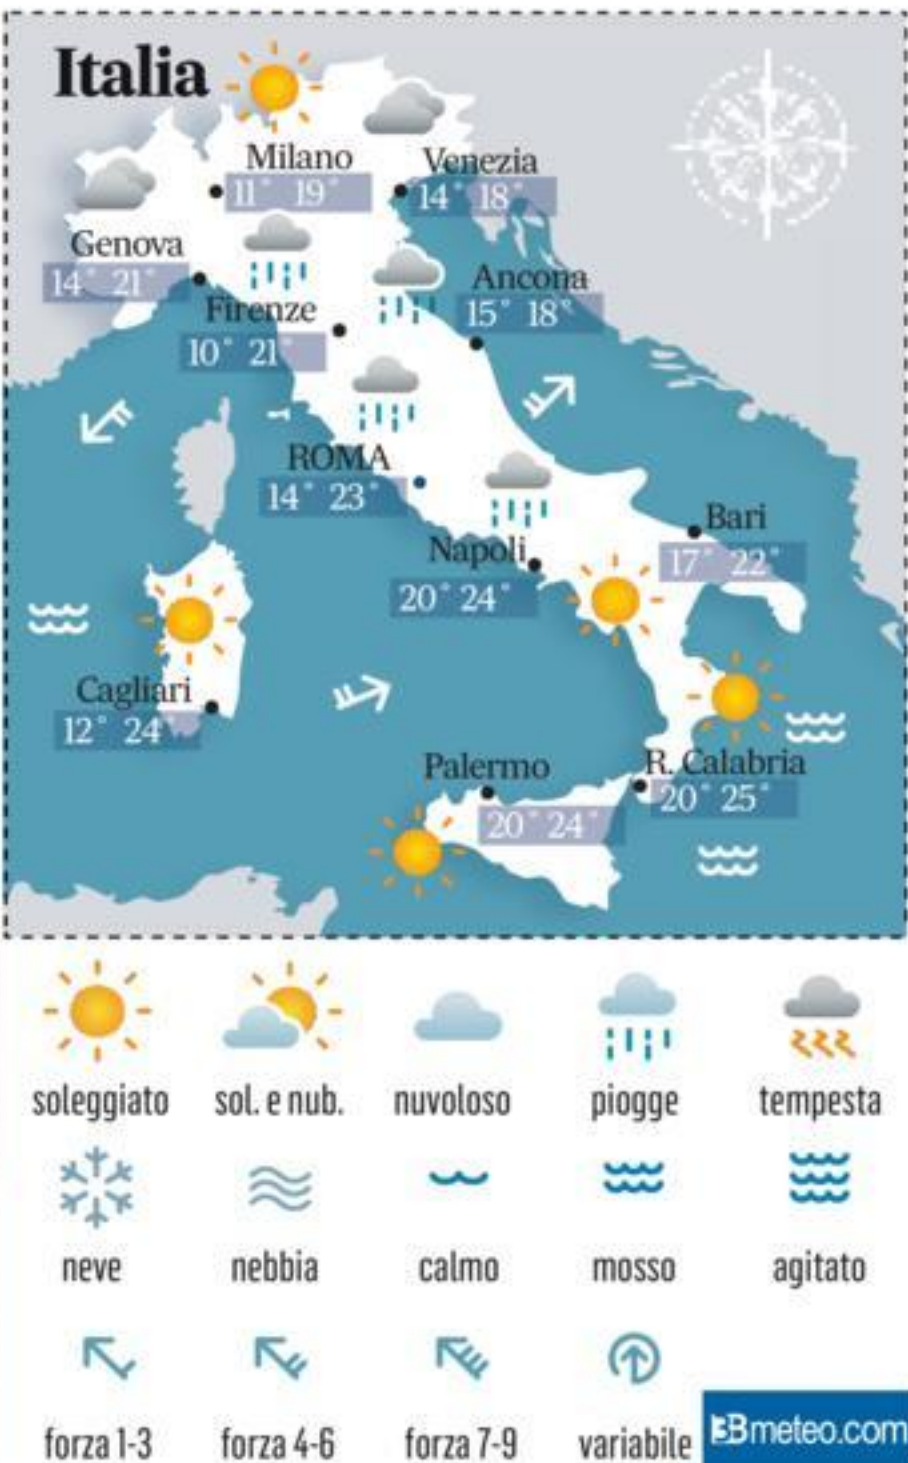 Italia
Milano
11° 19°
Venezia
14° 18°
Genova
14° 21°
Ancona
15° 18°
Firenze
10° 21°
ROMA
14° 23°
Bari
17° 22°
Napoli
20° 24°
Cagliari
12° 24°
Palermo
20° 24°
R. Calabria
20° 25°
soleggiato
sol. e nub.
nuvoloso
piogge
tempesta
neve
nebbia
calmo
mosso
agitato
forza 1-3
forza 4-6
forza 7-9
variabile
3Bmeteo.com